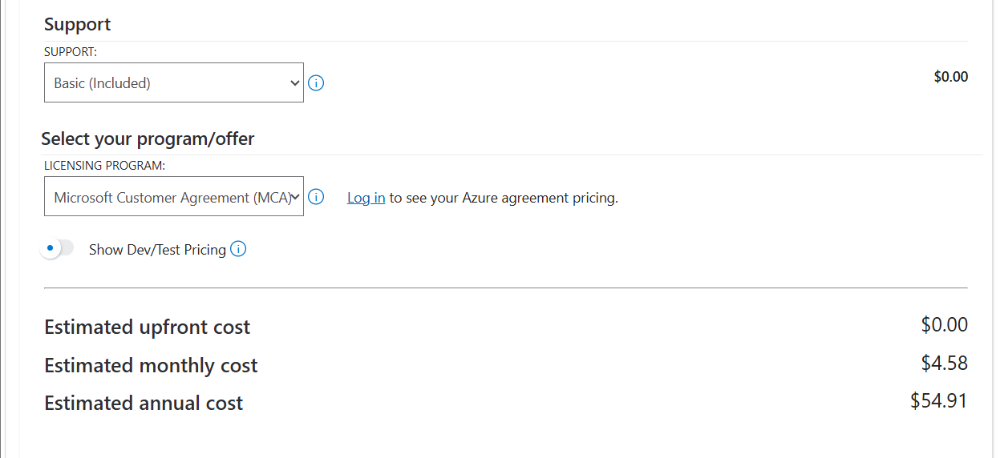 Support
SUPPORT:
Basic (Included)
$0.00
Select your program/offer
LICENSING PROGRAM:
Microsoft Customer Agreement (MCA)
Log in to see your Azure agreement pricing.
Show Dev/Test Pricing
Estimated upfront cost $0.00
Estimated monthly cost $4.58
Estimated annual cost $54.91